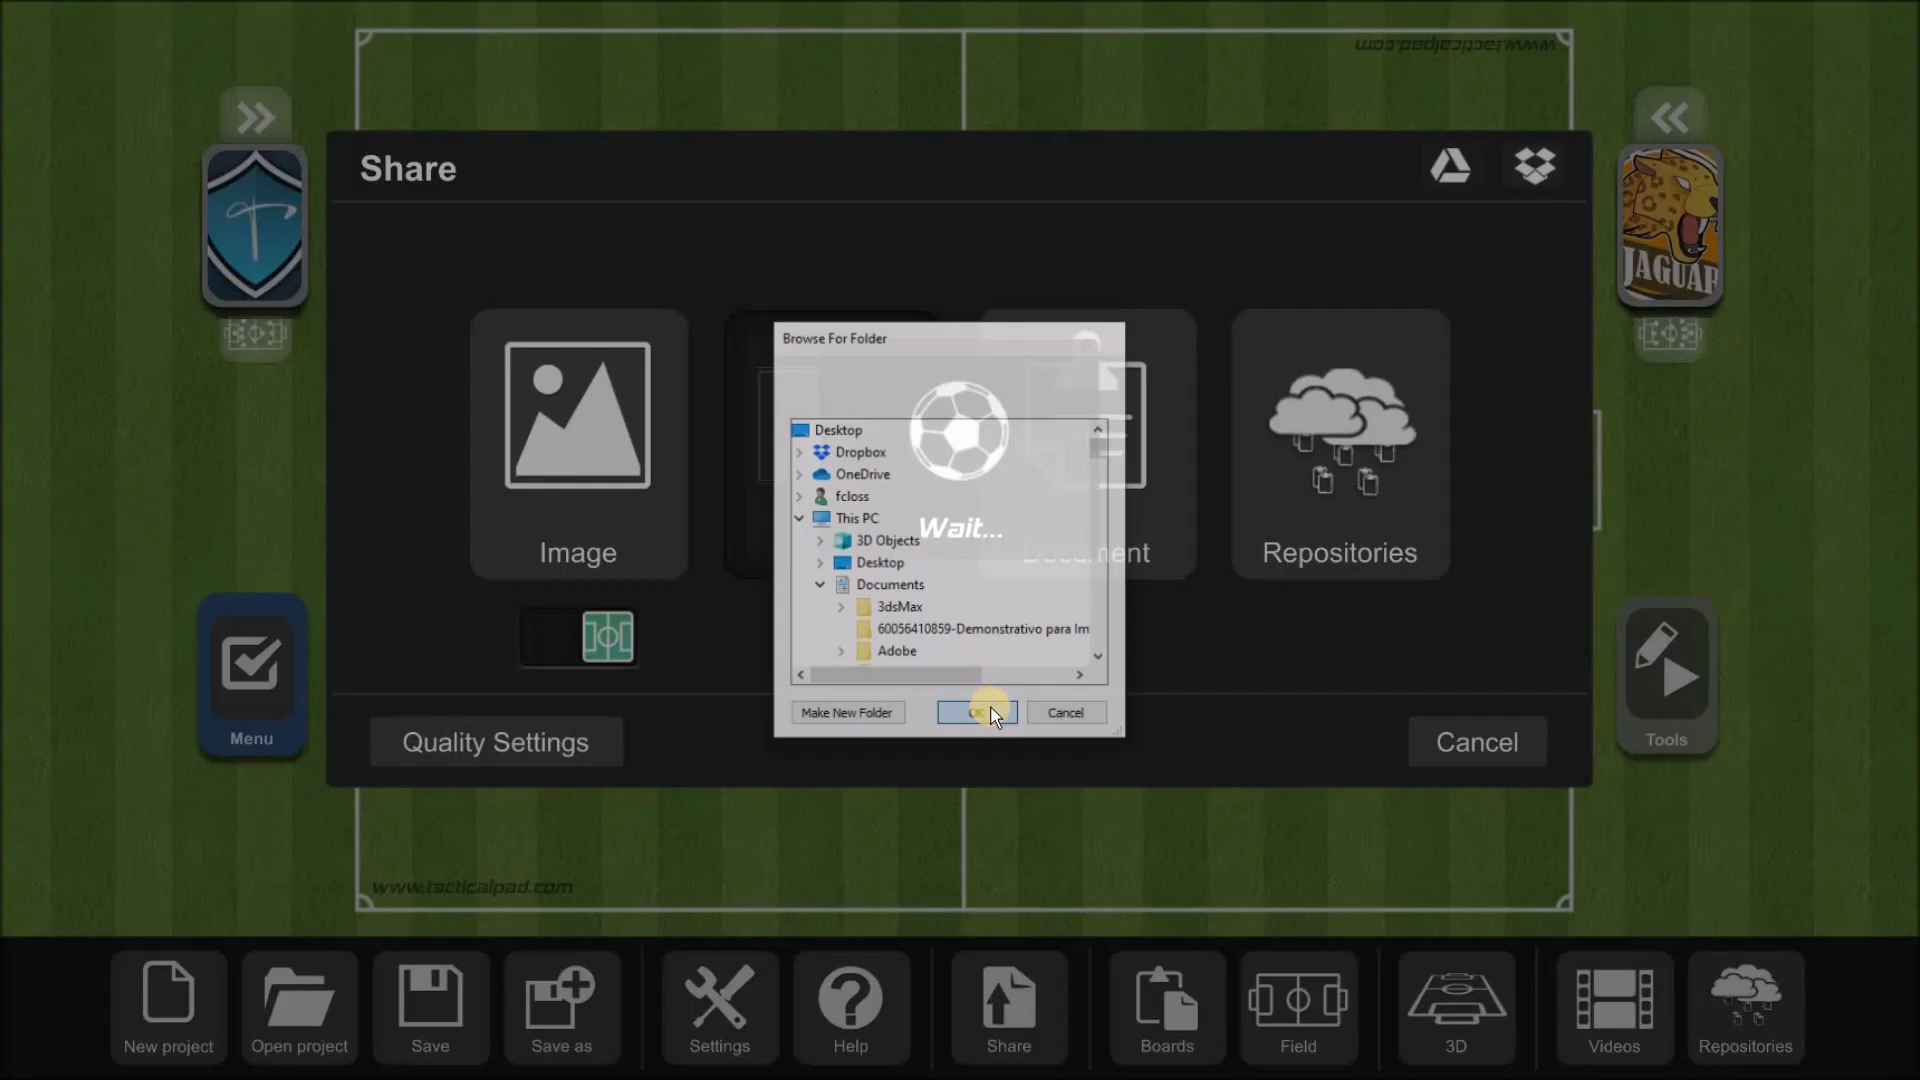 www.tacticalpad.com
Share
JAGUAR
Browse For Folder
Desktop
Dropbox
OneDrive
fcloss
This PC
Wait...
3D Objects
Desktop
Documents
3dsMax
60056410859-Demonstrativo para Im
Adobe
Image
Document
Repositories
Make New Folder
OK
Cancel
Quality Settings
Cancel
Menu
Tools
www.tacticalpad.com
New project
Open project
Save
Save as
Settings
Help
Share
Boards
Field
3D
Videos
Repositories